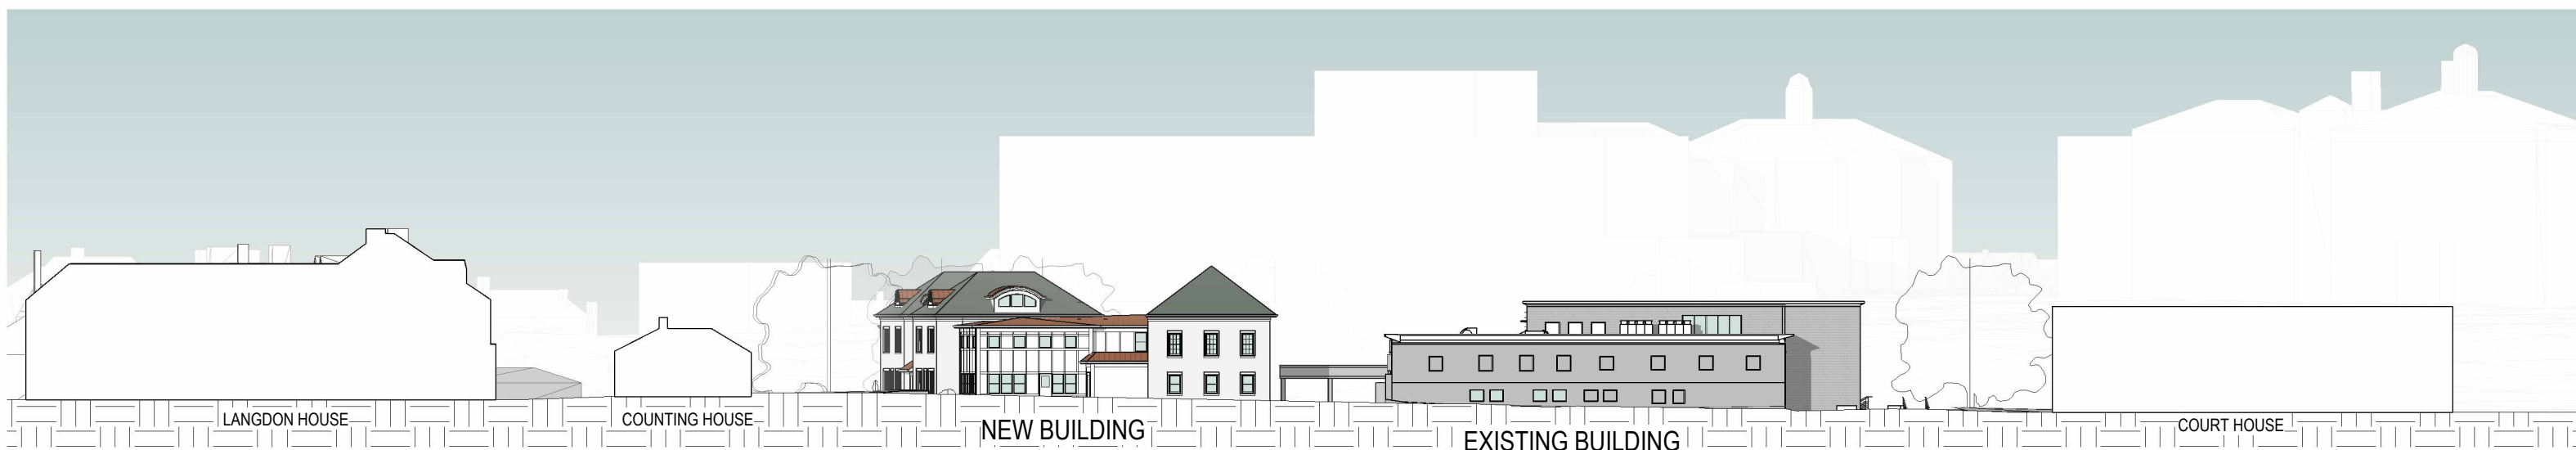 LANGDON HOUSE
COUNTING HOUSE
NEW BUILDING
EXISTING BUILDING
COURT HOUSE